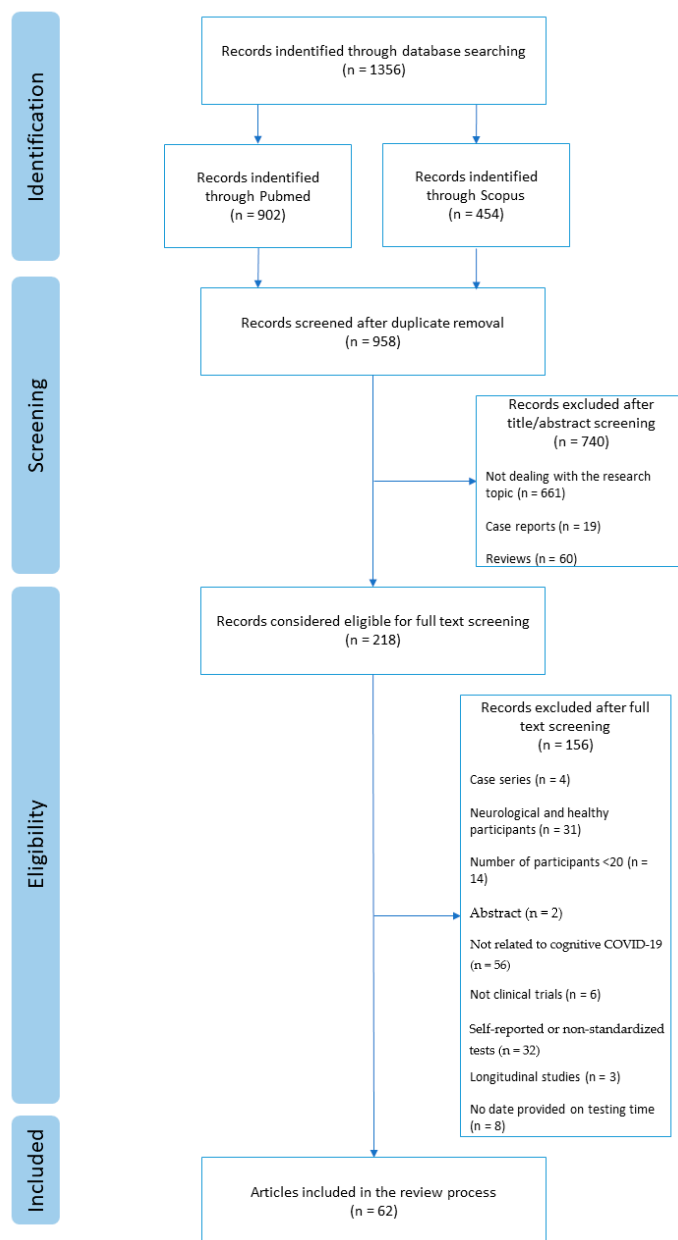 Identification
Records indentified through database searching
(n = 1356)
Records indentified
through Pubmed
(n = 902)
Records indentified
through Scopus
(n = 454)
Screening
Records screened after duplicate removal
(n = 958)
Records excluded after
title/abstract screening
(n = 740)
Not dealing with the research
topic (n = 661)
Case reports (n = 19)
Reviews (n = 60)
Eligibility
Records considered eligible for full text screening
(n = 218)
Records excluded after full
text screening
(n = 156)
Case series (n = 4)
Neurological and healthy
participants (n = 31)
Number of participants <20 (n =
14)
Abstract (n = 2)
Not related to cognitive COVID-19
(n = 56)
Not clinical trials (n = 6)
Self-reported or non-standardized
tests (n = 32)
Longitudinal studies (n = 3)
No date provided on testing time
(n = 8)
Included
Articles included in the review process
(n = 62)